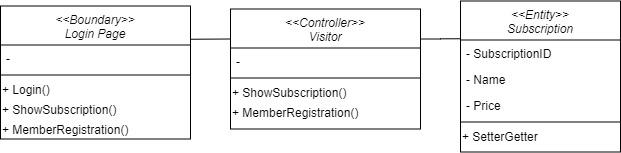 <<Boundary>>
Login Page
-
+ Login()
+ ShowSubscription()
+ MemberRegistration()
<<Controller>>
Visitor
-
+ ShowSubscription()
+ MemberRegistration()
<<Entity>>
Subscription
- SubscriptionID
- Name
- Price
+ SetterGetter